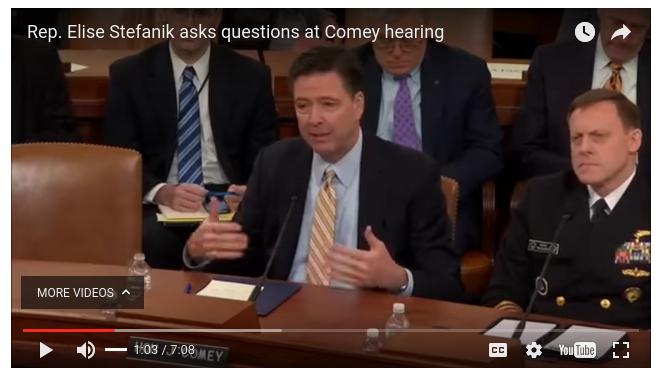 Rep. Elise Stefanik asks questions at Comey hearing
MORE VIDEOS
1:03 / 7:08
CC
YouTube
COMEY